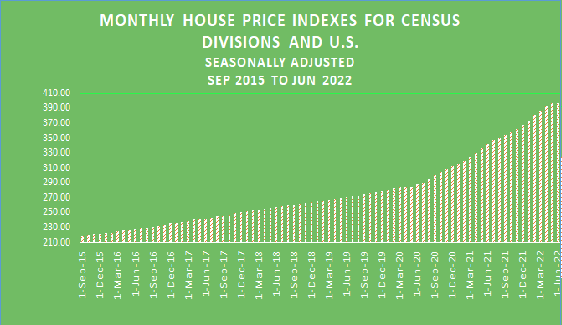 MONTHLY HOUSE PRICE INDEXES FOR CENSUS
DIVISIONS AND U.S.
SEASONALLY ADJUSTED
SEP 2015 TO JUN 2022
410.00
390.00
370.00
350.00
330.00
310.00
290.00
270.00
250.00
230.00
210.00
1-Sep-15
1-Dec-15
1-Mar-16
1-Jun-16
1-Sep-16
1-Dec-16
1-Mar-17
1-Jun-17
1-Sep-17
1-Dec-17
1-Mar-18
1-Jun-18
1-Sep-18
1-Dec-18
1-Mar-19
1-Jun-19
1-Sep-19
1-Dec-19
1-Mar-20
1-Jun-20
1-Sep-20
1-Dec-20
1-Mar-21
1-Jun-21
1-Sep-21
1-Dec-21
1-Mar-22
1-Jun-22